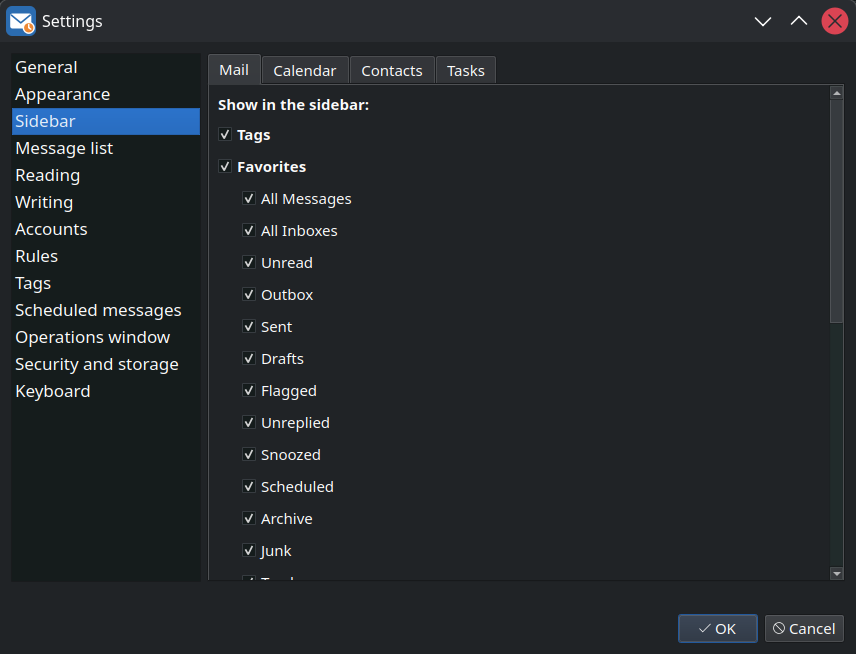 Settings
General
Appearance
Sidebar
Message list
Reading
Writing
Accounts
Rules
Tags
Scheduled messages
Operations window
Security and storage
Keyboard
Mail
Calendar
Contacts
Tasks
Show in the sidebar:
Tags
Favorites
All Messages
All Inboxes
Unread
Outbox
Sent
Drafts
Flagged
Unreplied
Snoozed
Scheduled
Archive
Junk
OK
Cancel